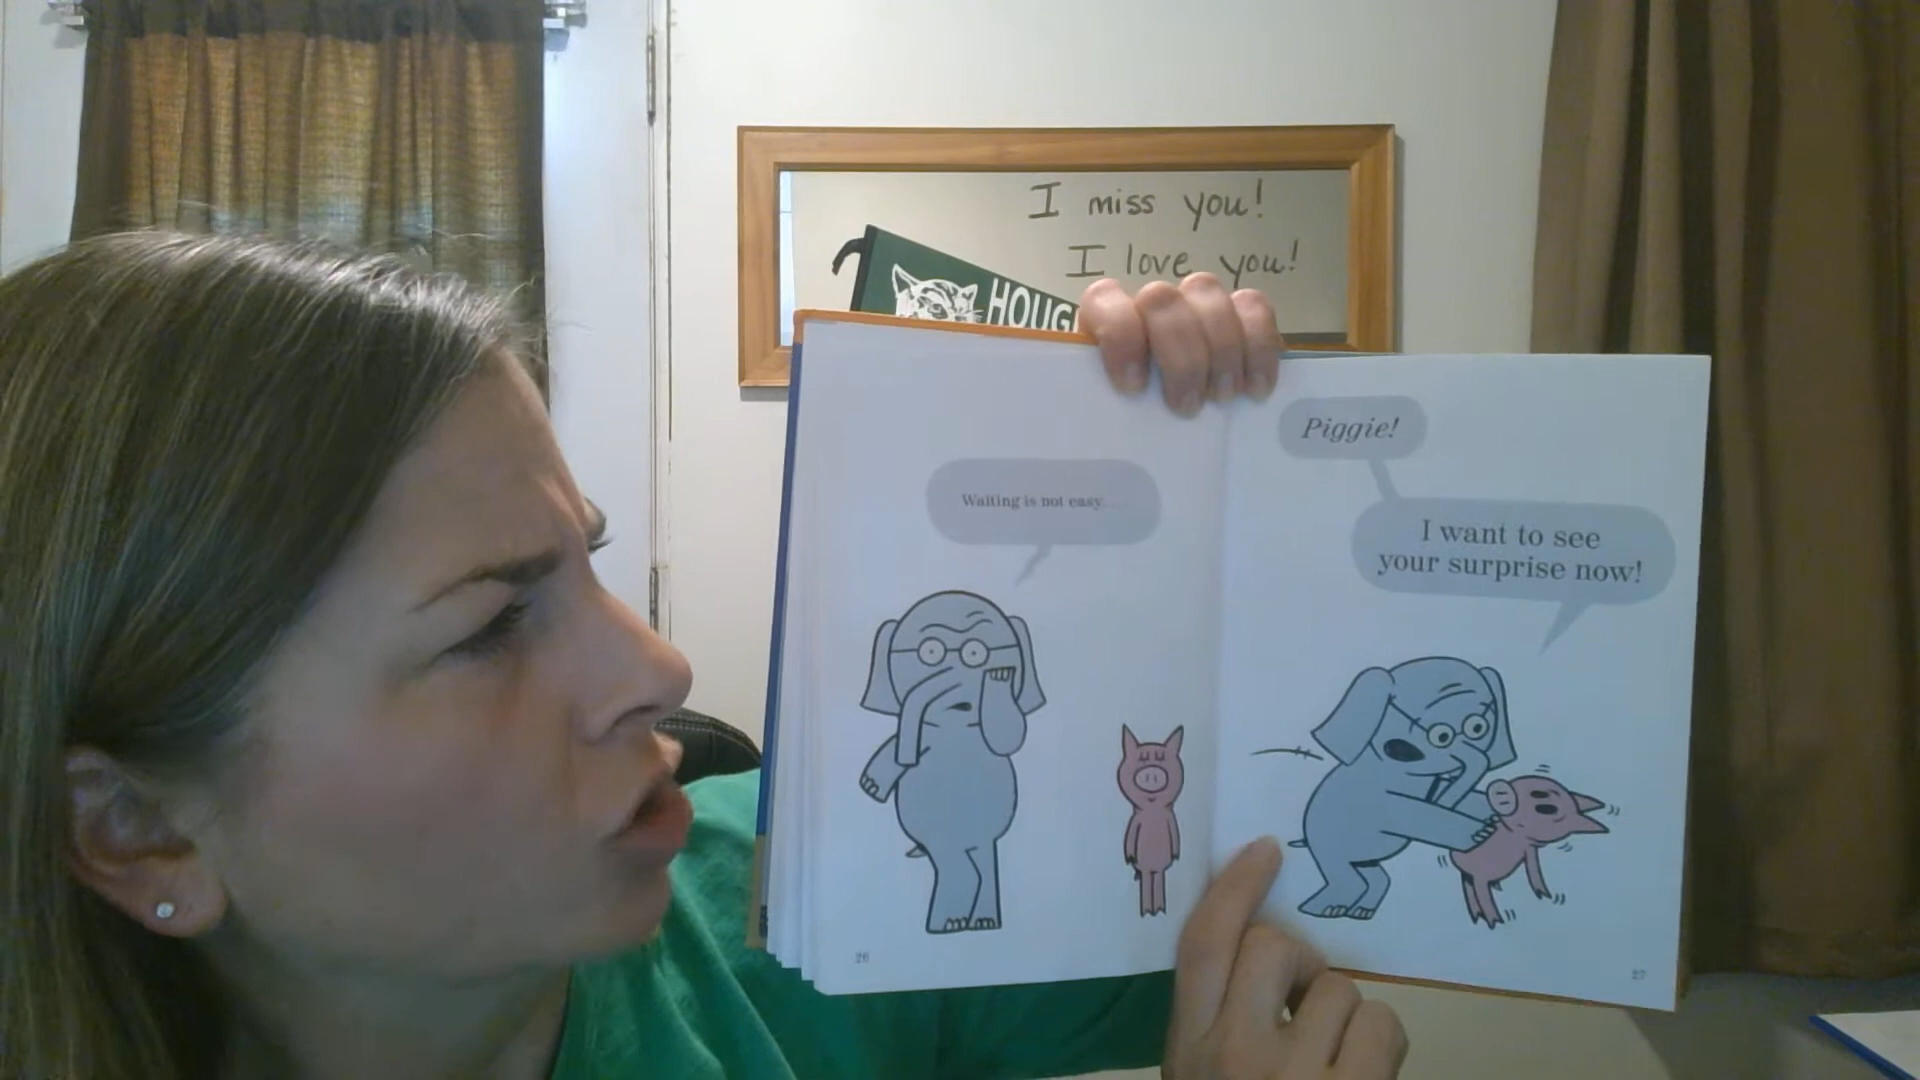 I miss you!
I love you!
HOUG
Waiting is not easy....
Piggie!
I want to see
your surprise now!
26
27